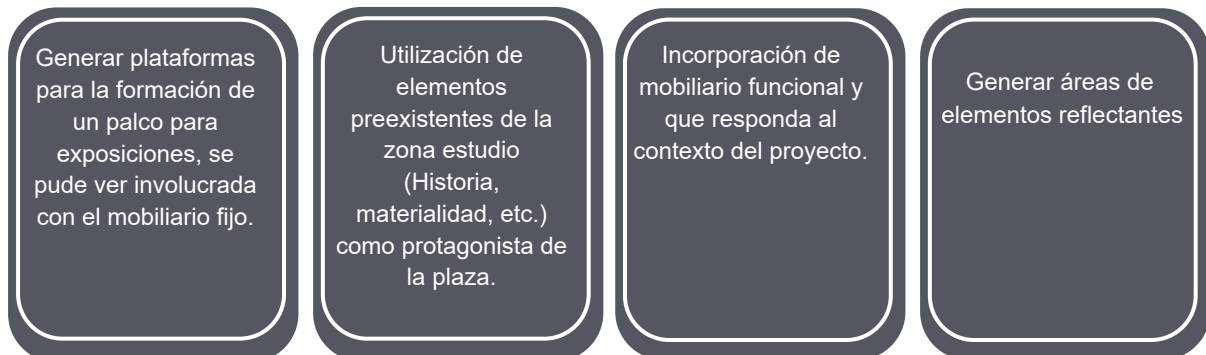 Generar plataformas
para la formación de
un palco para
exposiciones, se
pude ver involucrada
con el mobiliario fijo.
Utilización de
elementos
preexistentes de la
zona estudio
(Historia,
materialidad, etc.)
como protagonista de
la plaza.
Incorporación de
mobiliario funcional y
que responda al
contexto del proyecto.
Generar áreas de
elementos reflectantes